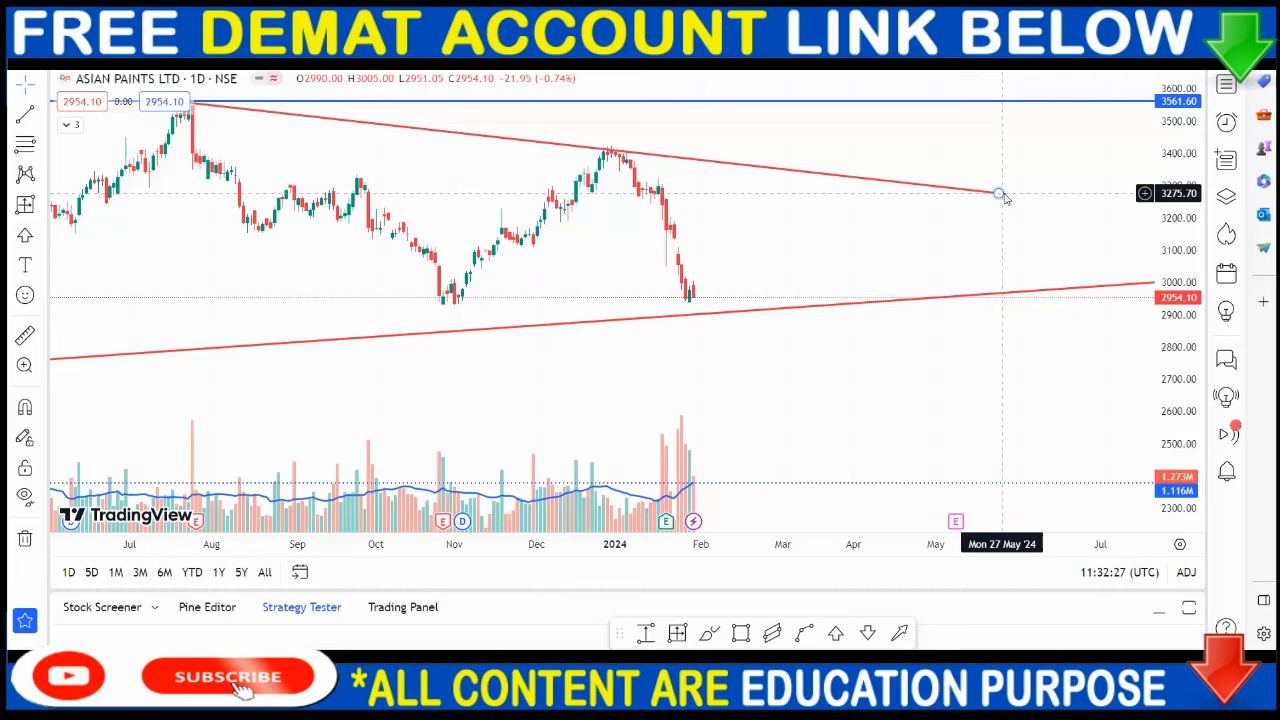 FREE DEMAT ACCOUNT LINK BELOW
ASIAN PAINTS LTD · 1D · NSE O2990.00 H3005.00 L2951.05 C2954.10 -21.95 (-0.74%)
2954.10 0.00 2954.10
3
3600.00
3561.60
3500.00
3400.00
3275.70
3200.00
3100.00
3000.00
2954.10
2900.00
2800.00
2700.00
2600.00
2500.00
1.273M
1.116M
2300.00
TradingView
E E D E E
Jul Aug Sep Oct Nov Dec 2024 Feb Mar Apr May Mon 27 May '24 Jul
1D 5D 1M 3M 6M YTD 1Y 5Y All 11:32:27 (UTC) ADJ
Stock Screener Pine Editor Strategy Tester Trading Panel
SUBSCRIBE
*ALL CONTENT ARE EDUCATION PURPOSE